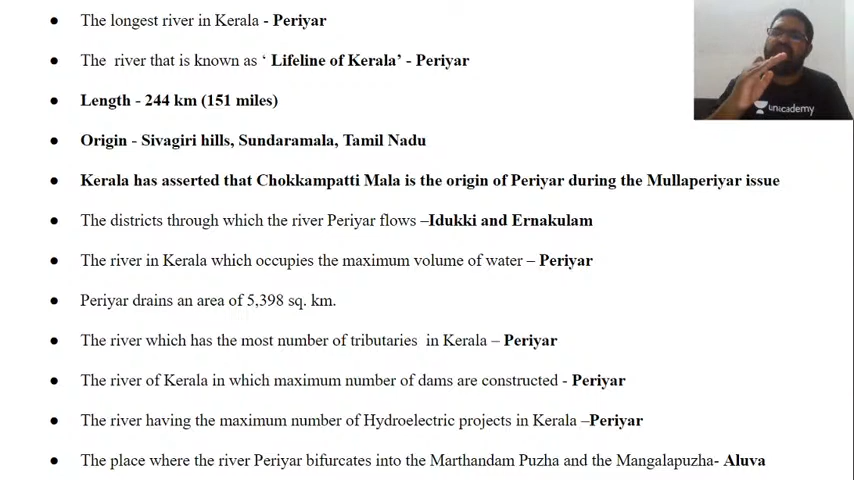 ● The longest river in Kerala - Periyar
● The river that is known as ‘ Lifeline of Kerala’ - Periyar
● Length - 244 km (151 miles)
● Origin - Sivagiri hills, Sundaramala, Tamil Nadu
● Kerala has asserted that Chokkampatti Mala is the origin of Periyar during the Mullaperiyar issue
● The districts through which the river Periyar flows –Idukki and Ernakulam
● The river in Kerala which occupies the maximum volume of water – Periyar
● Periyar drains an area of 5,398 sq. km.
● The river which has the most number of tributaries in Kerala – Periyar
● The river of Kerala in which maximum number of dams are constructed - Periyar
● The river having the maximum number of Hydroelectric projects in Kerala –Periyar
● The place where the river Periyar bifurcates into the Marthandam Puzha and the Mangalapuzha- Aluva
unacademy